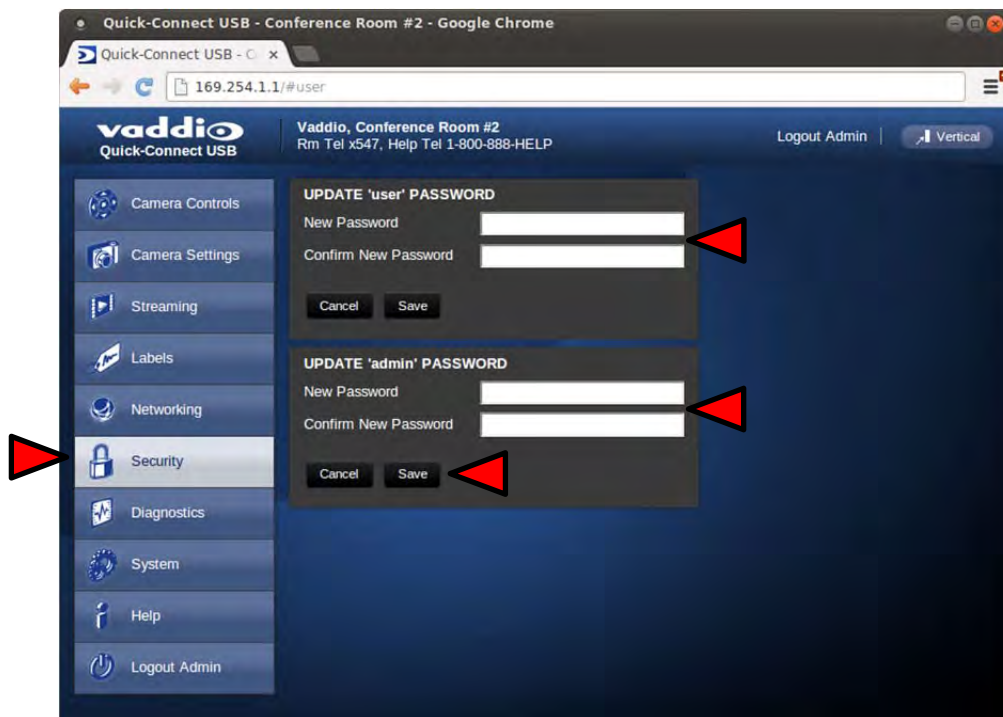 Quick-Connect USB - Conference Room #2 - Google Chrome
Quick-Connect USB - C
169.254.1.1/#user
vaddio
Quick-Connect USB
Vaddio, Conference Room #2
Rm Tel x547, Help Tel 1-800-888-HELP
Logout Admin
Vertical
Camera Controls
Camera Settings
Streaming
Labels
Networking
Security
Diagnostics
System
Help
Logout Admin
UPDATE 'user' PASSWORD
New Password
Confirm New Password
Cancel Save
UPDATE 'admin' PASSWORD
New Password
Confirm New Password
Cancel Save